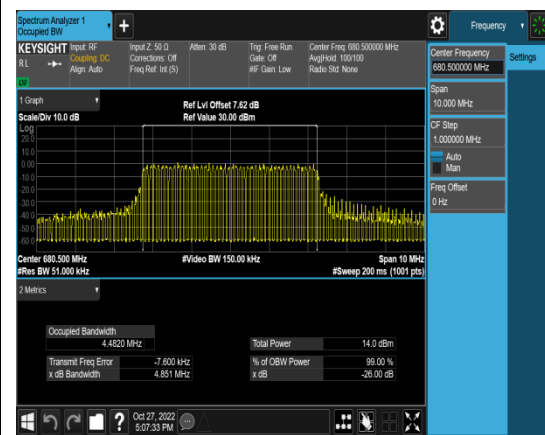 Spectrum Analyzer 1
Occupied BW
+
Frequency
KEYSIGHT Input: RF Input Z: 50 Ω Atten: 30 dB Trig: Free Run Center Freq: 680.500000 MHz
RL Coupling: DC Corrections: Off Gate: Off Avg|Hold: 100/100
Align: Auto Freq Ref: Int (S) #IF Gain: Low Radio Std: None
Center Frequency
680.500000 MHz
Settings
Span
10.000 MHz
CF Step
1.000000 MHz
Auto
Man
Freq Offset
0 Hz
1 Graph
Ref Lvl Offset 7.62 dB
Scale/Div 10.0 dB Ref Value 30.00 dBm
Log
20.0
10.0
0.00
-10.0
-20.0
-30.0
-40.0
-50.0
-60.0
Center 680.500 MHz #Video BW 150.00 kHz Span 10 MHz
#Res BW 51.000 kHz #Sweep 200 ms (1001 pts)
2 Metrics
Occupied Bandwidth
4.4820 MHz
Total Power 14.0 dBm
Transmit Freq Error -7.600 kHz % of OBW Power 99.00 %
x dB Bandwidth 4.851 MHz x dB -26.00 dB
? Oct 27, 2022
5:07:33 PM